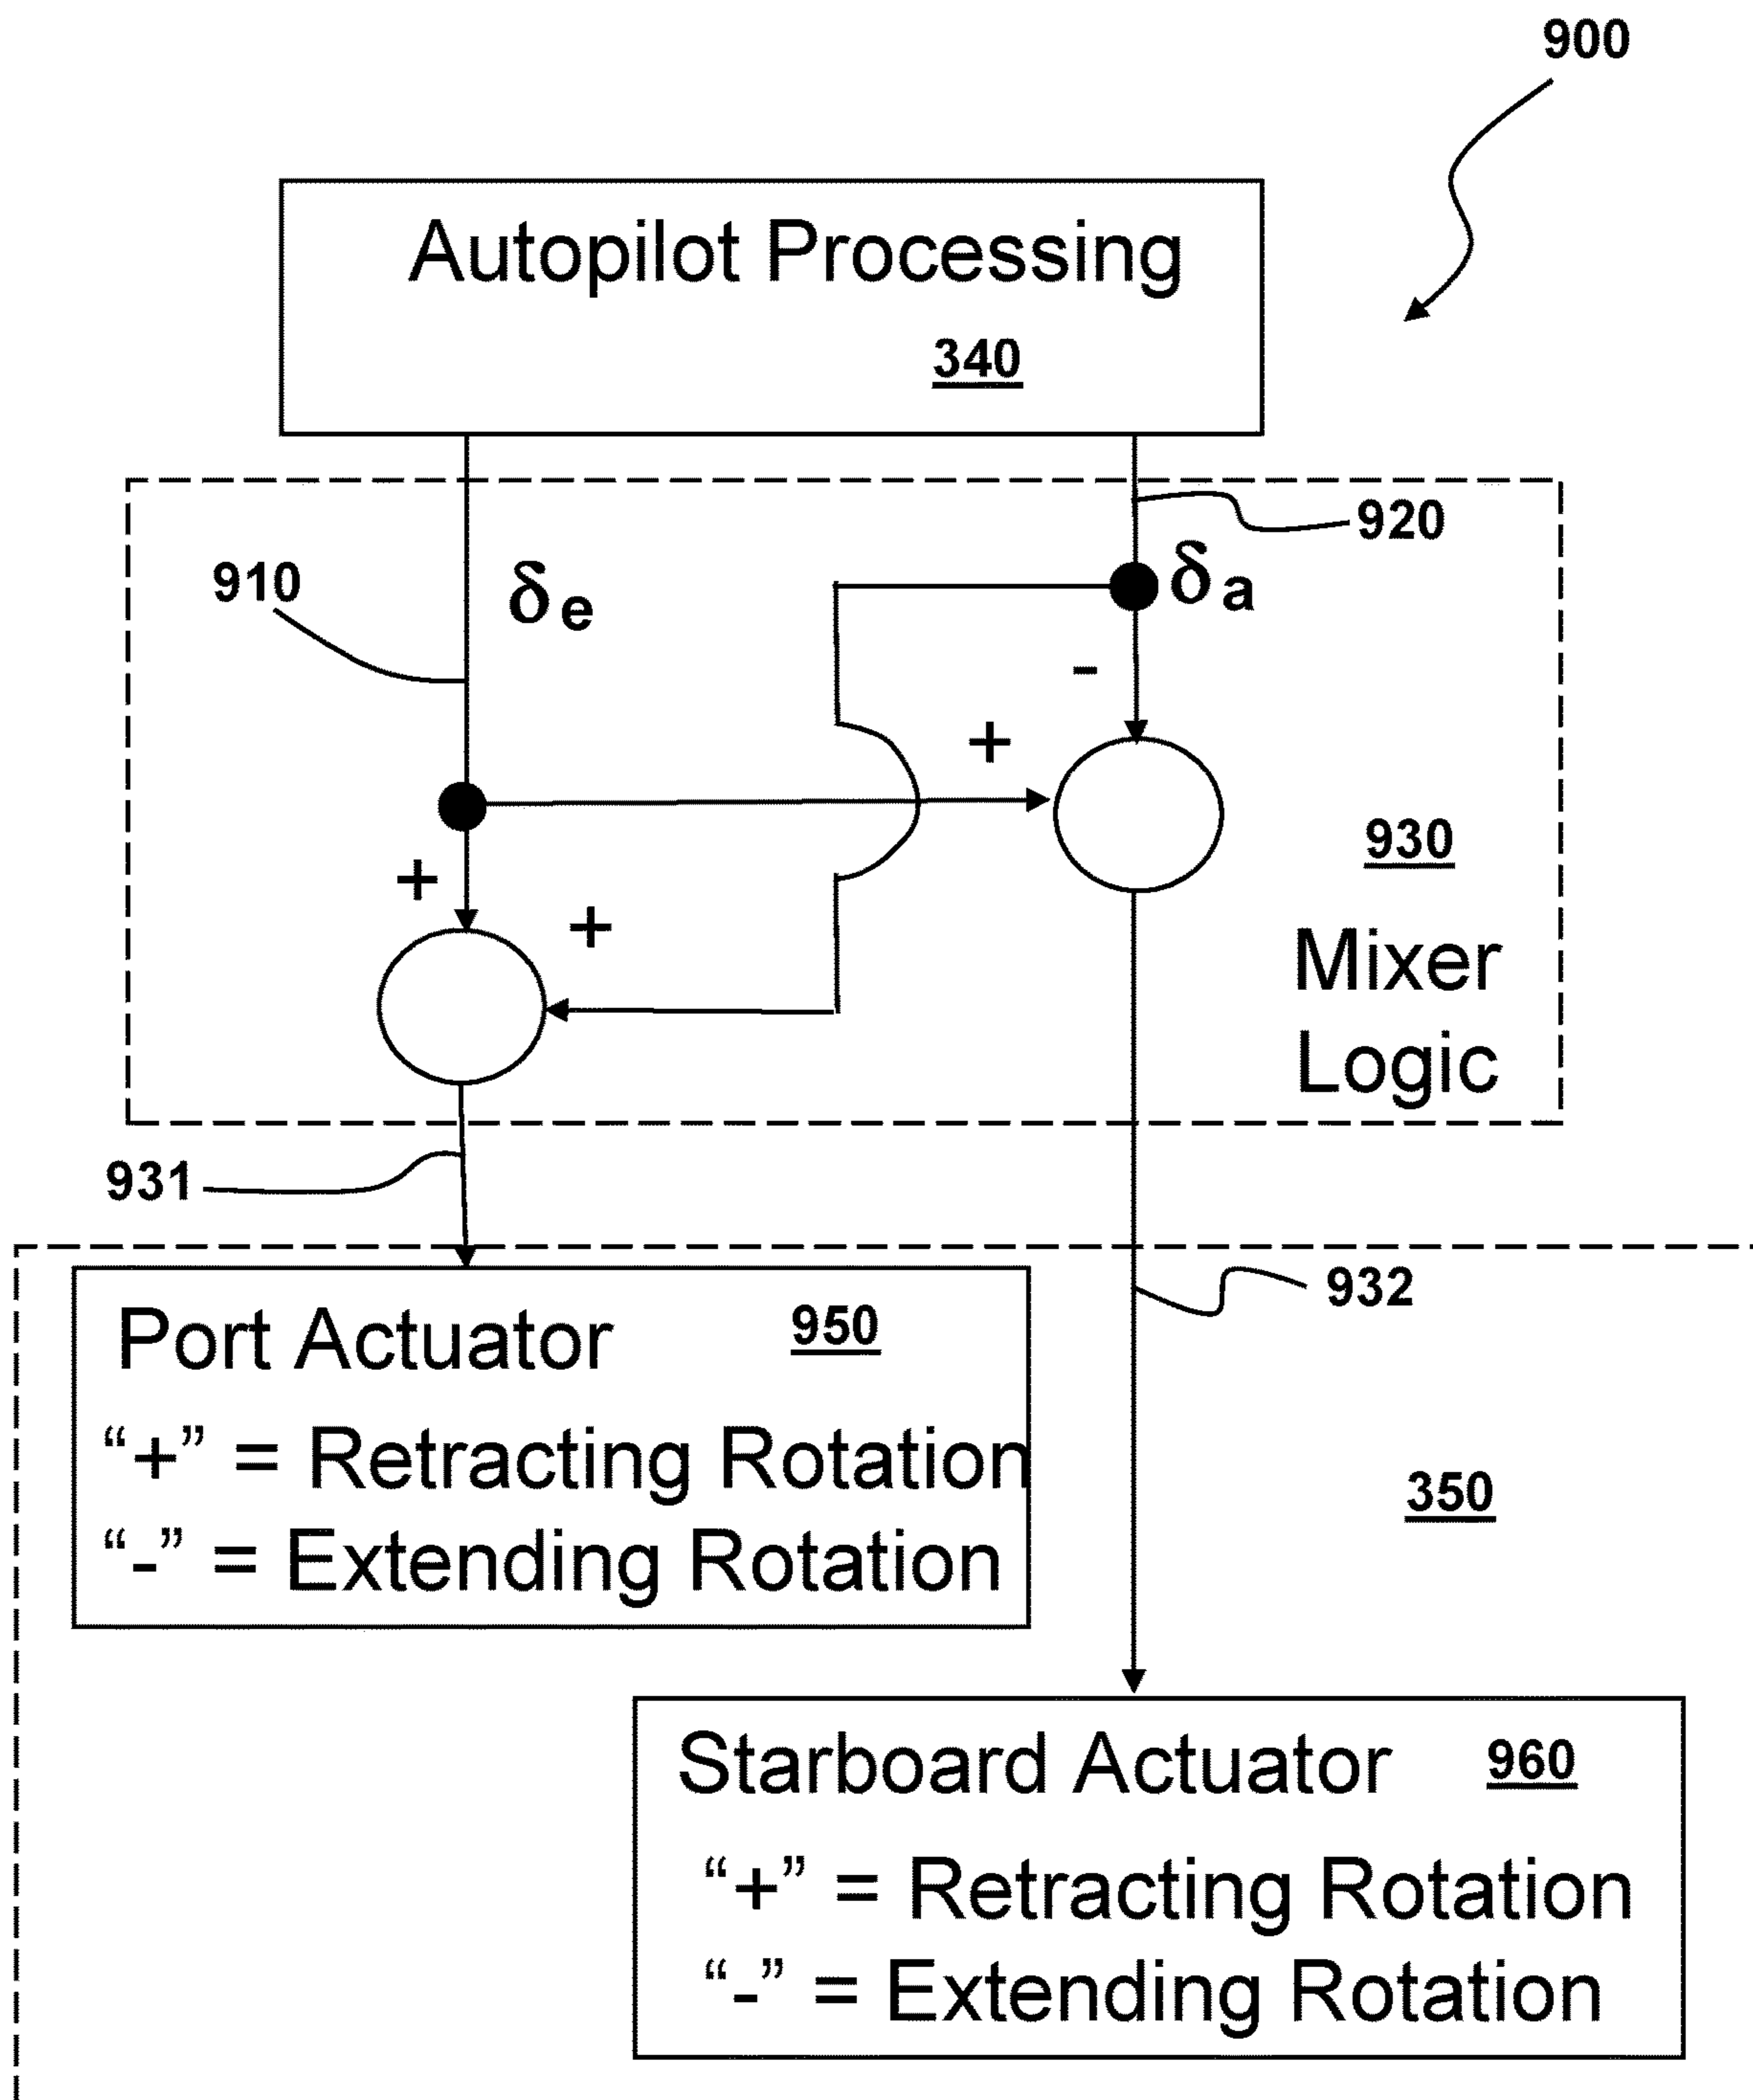 900
Autopilot Processing
340
920
910
δe
δa
-
+
930
+
+
Mixer
Logic
931
932
Port Actuator 950
“+” = Retracting Rotation
“-” = Extending Rotation
350
Starboard Actuator 960
“+” = Retracting Rotation
“-” = Extending Rotation